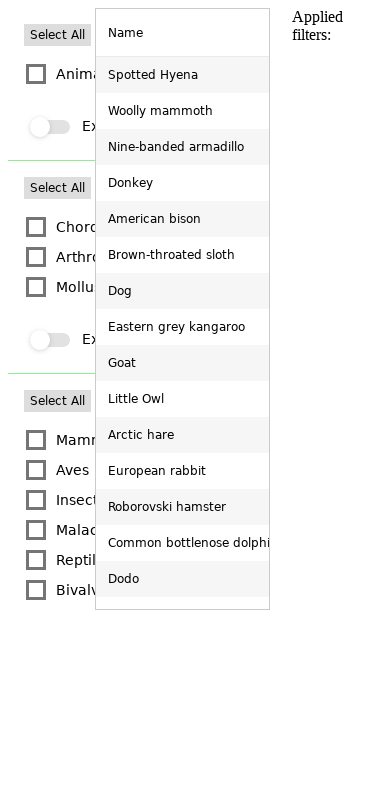 Select All
Anima
Ex
Select All
Chord
Arthro
Mollus
Ex
Select All
Mamm
Aves
Insect
Malac
Reptil
Bivalv
Name
Spotted Hyena
Woolly mammoth
Nine-banded armadillo
Donkey
American bison
Brown-throated sloth
Dog
Eastern grey kangaroo
Goat
Little Owl
Arctic hare
European rabbit
Roborovski hamster
Common bottlenose dolphi
Dodo
Applied
filters: